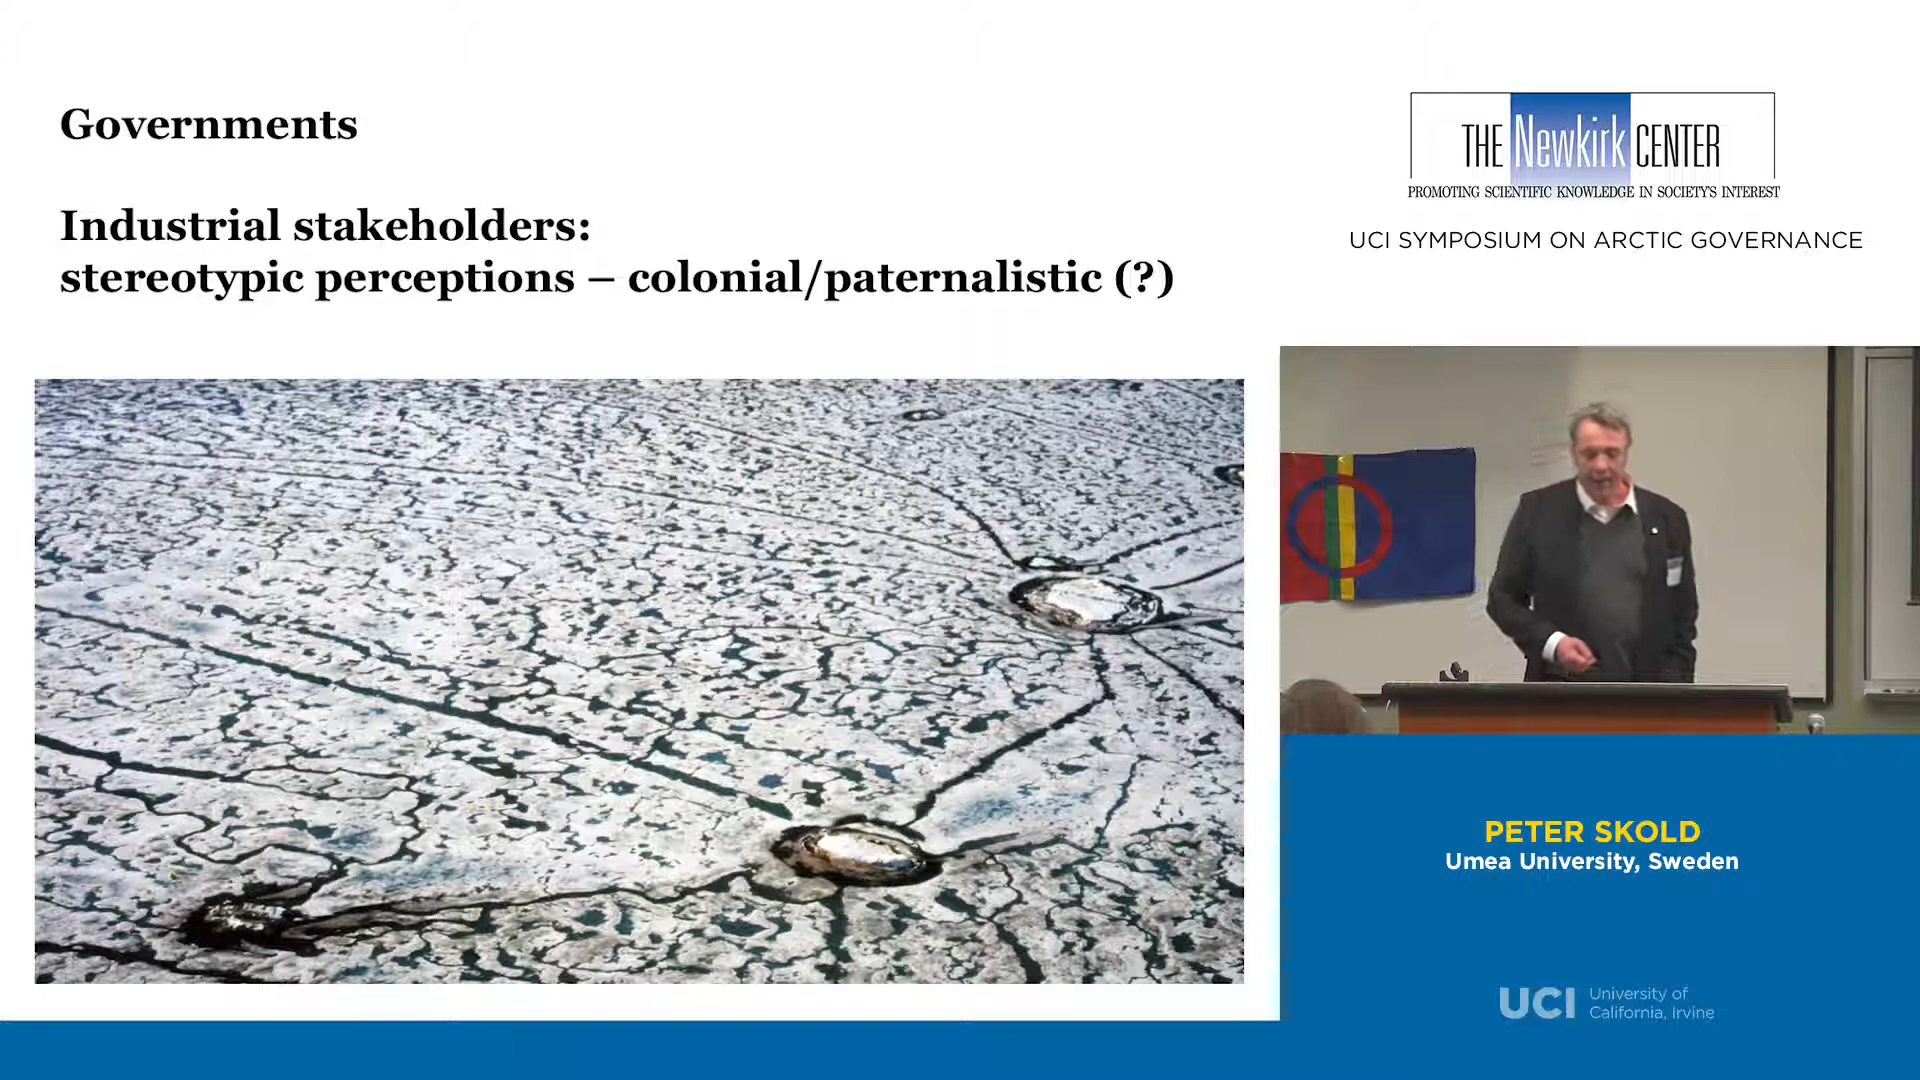 Governments
Industrial stakeholders:
stereotypic perceptions – colonial/paternalistic (?)
THE Newkirk CENTER
PROMOTING SCIENTIFIC KNOWLEDGE IN SOCIETY'S INTEREST
UCI SYMPOSIUM ON ARCTIC GOVERNANCE
PETER SKOLD
Umea University, Sweden
UCI University of
California, Irvine